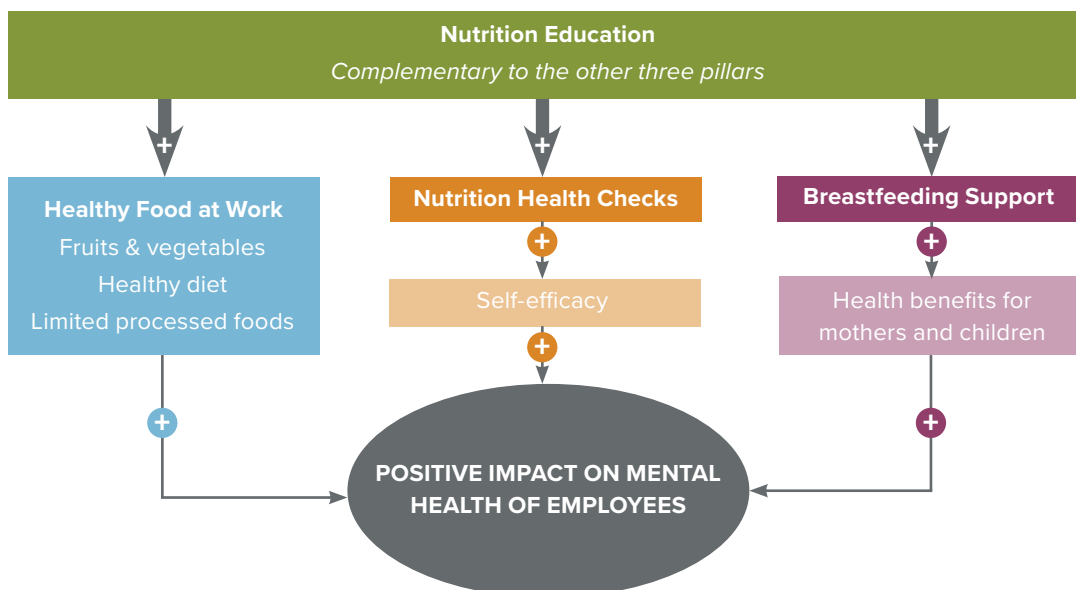 Nutrition Education
Complementary to the other three pillars
+
+
+
Healthy Food at Work
Fruits & vegetables
Healthy diet
Limited processed foods
Nutrition Health Checks
+
Self-efficacy
+
Breastfeeding Support
+
Health benefits for
mothers and children
+
+
POSITIVE IMPACT ON MENTAL
HEALTH OF EMPLOYEES